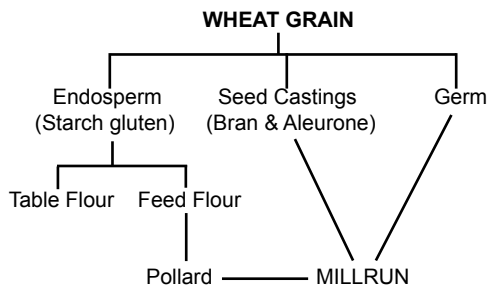 WHEAT GRAIN
Endosperm
(Starch gluten)
Seed Castings
(Bran & Aleurone)
Germ
Table Flour
Feed Flour
Pollard
MILLRUN